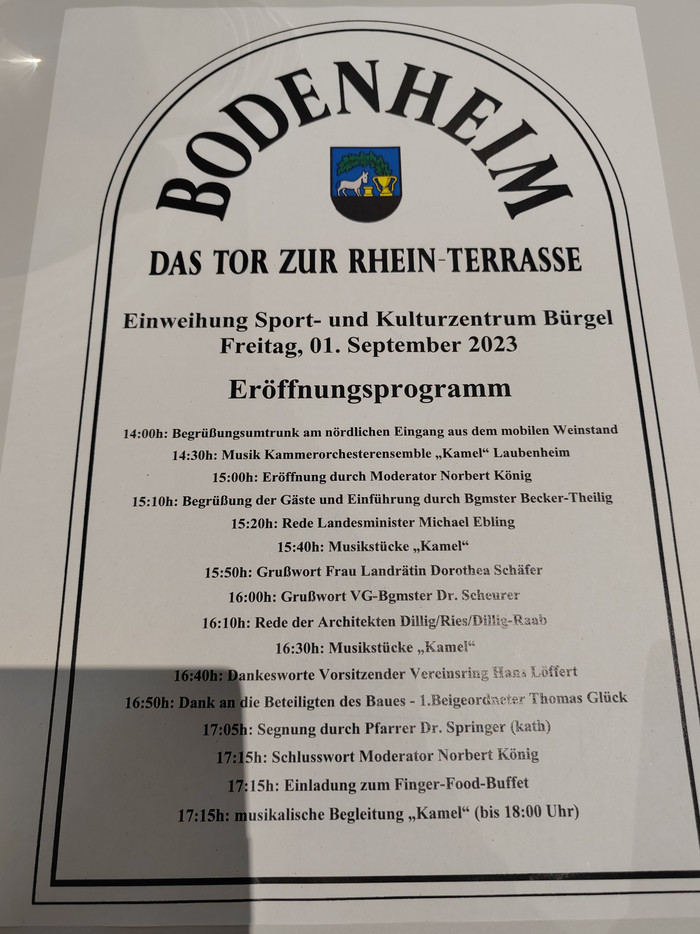 BODENHEIM
DAS TOR ZUR RHEIN-TERRASSE
Einweihung Sport- und Kulturzentrum Bürgel
Freitag, 01. September 2023
Eröffnungsprogramm
14:00h: Begrüßungsumtrunk am nördlichen Eingang aus dem mobilen Weinstand
14:30h: Musik Kammerorchesterensemble „Kamel“ Laubenheim
15:00h: Eröffnung durch Moderator Norbert König
15:10h: Begrüßung der Gäste und Einführung durch Bgmster Becker-Theilig
15:20h: Rede Landesminister Michael Ebling
15:40h: Musikstücke „Kamel“
15:50h: Grußwort Frau Landrätin Dorothea Schäfer
16:00h: Grußwort VG-Bgmster Dr. Scheurer
16:10h: Rede der Architekten Dillig/Ries/Dillig-Raab
16:30h: Musikstücke „Kamel“
16:40h: Dankesworte Vorsitzender Vereinsring Hans Löffert
16:50h: Dank an die Beteiligten des Baues - 1.Beigeordneter Thomas Glück
17:05h: Segnung durch Pfarrer Dr. Springer (kath)
17:15h: Schlusswort Moderator Norbert König
17:15h: Einladung zum Finger-Food-Buffet
17:15h: musikalische Begleitung „Kamel“ (bis 18:00 Uhr)